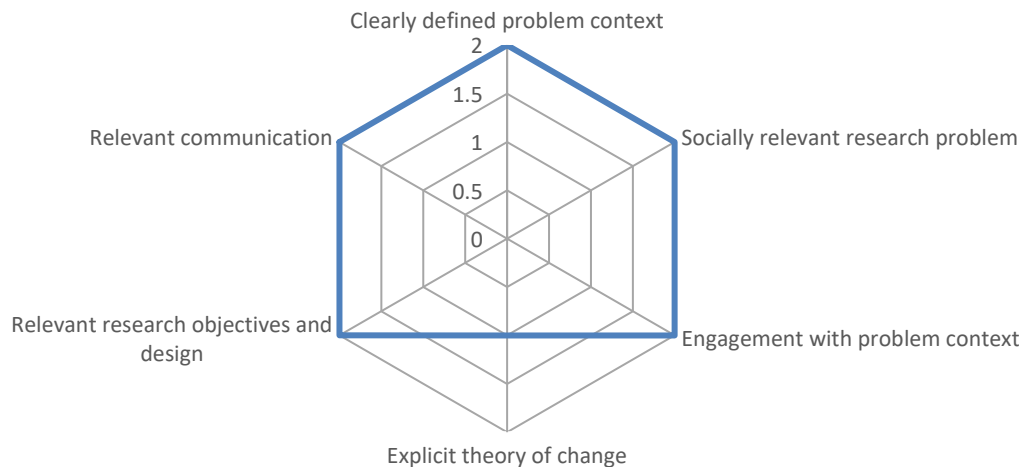 Clearly defined problem context
2
1.5
Relevant communication
1
Socially relevant research problem
0.5
0
Relevant research objectives and
design
Engagement with problem context
Explicit theory of change